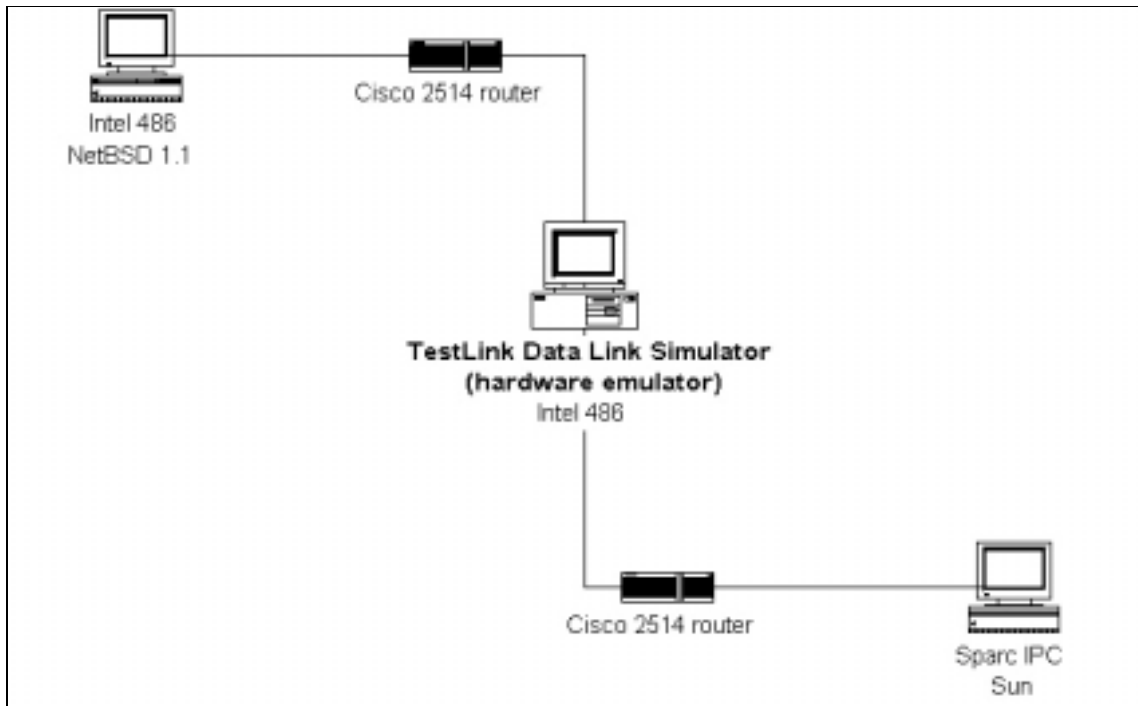 Cisco 2514 router
Intel 486
NetBSD 1.1
TestLink Data Link Simulator
(hardware emulator)
Intel 486
Cisco 2514 router
Sparc IPC
Sun